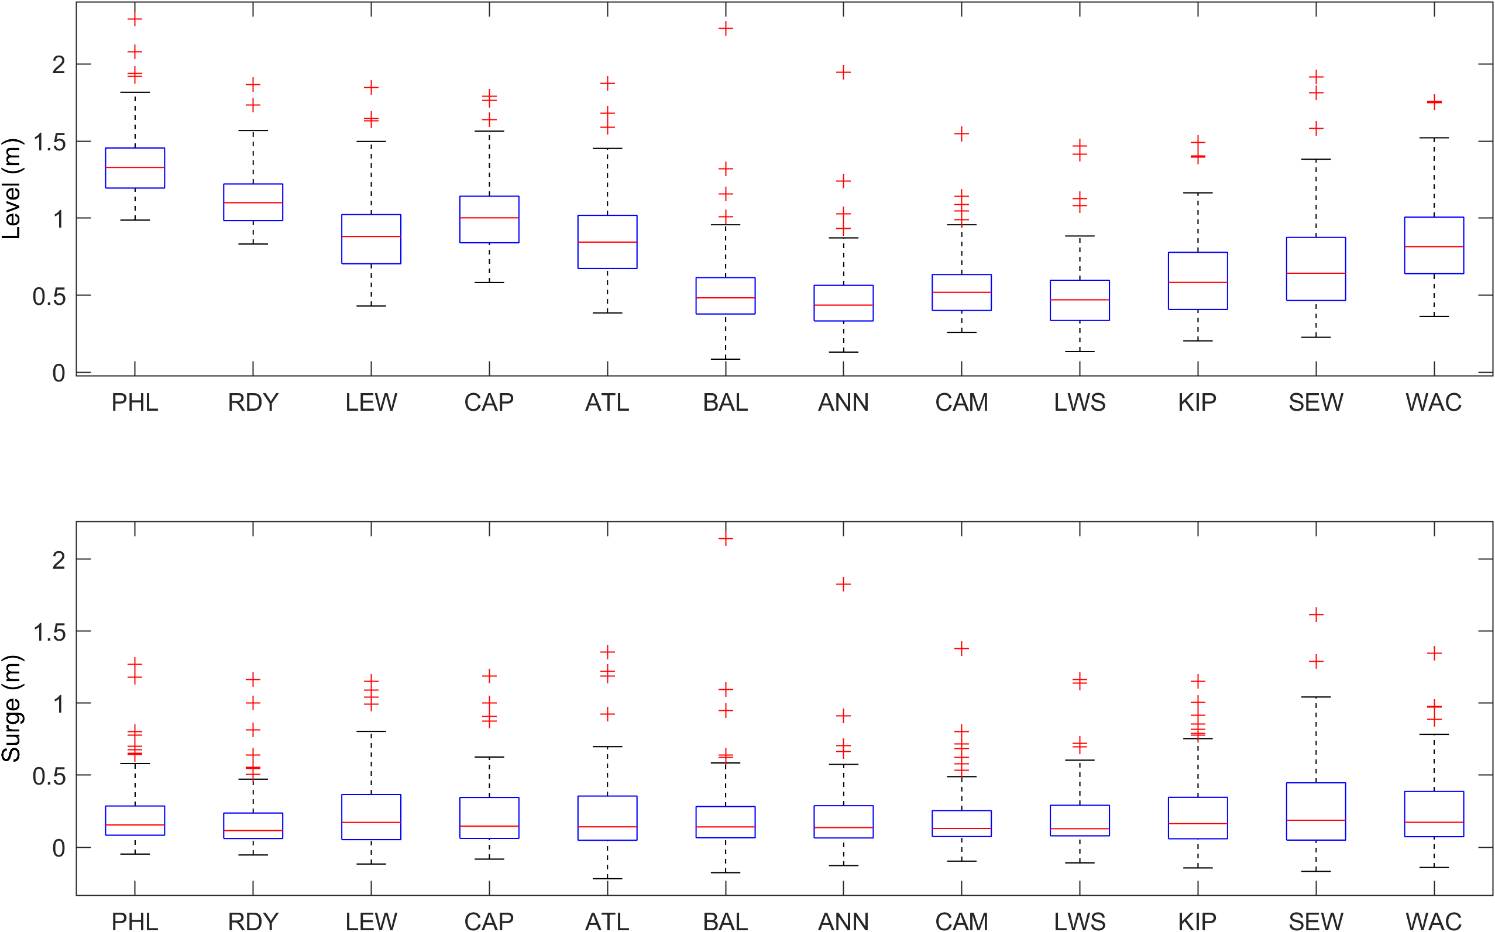 Level (m)
2
1.5
1
0.5
0
PHL RDY LEW CAP ATL BAL ANN CAM LWS KIP SEW WAC
Surge (m)
2
1.5
1
0.5
0
PHL RDY LEW CAP ATL BAL ANN CAM LWS KIP SEW WAC